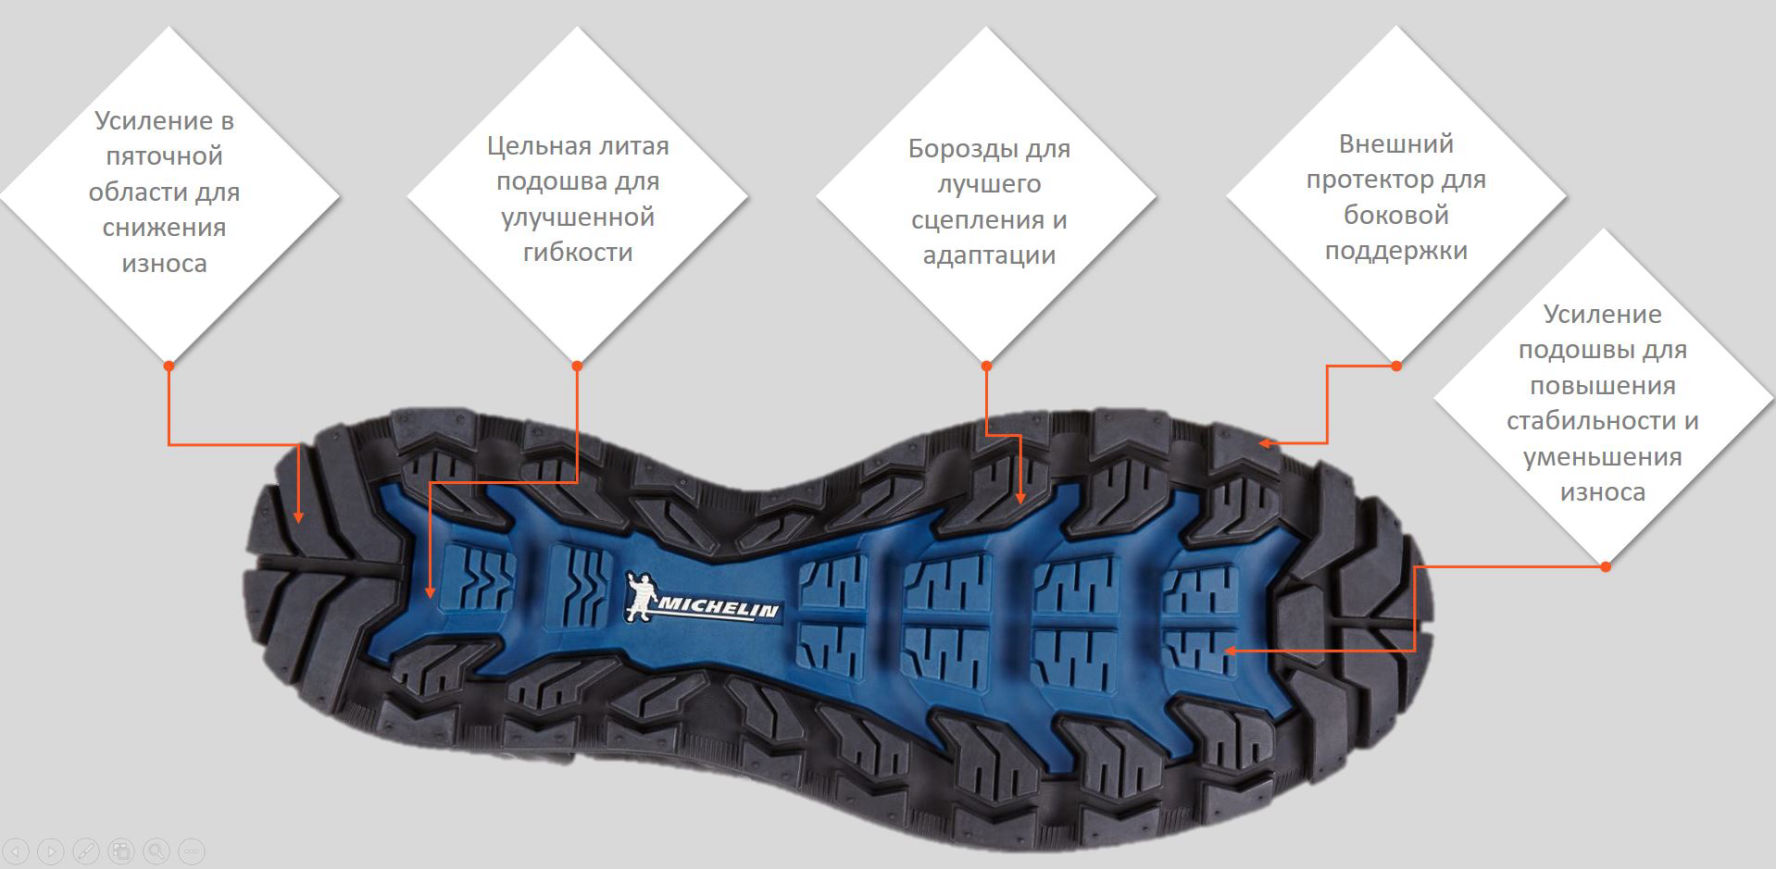 Усиление в
пяточной
области для
снижения
износа
Цельная литая
подошва для
улучшенной
гибкости
Борозды для
лучшего
сцепления и
адаптации
Внешний
протектор для
боковой
поддержки
Усиление
подошвы для
повышения
стабильности и
уменьшения
износа
MICHELIN